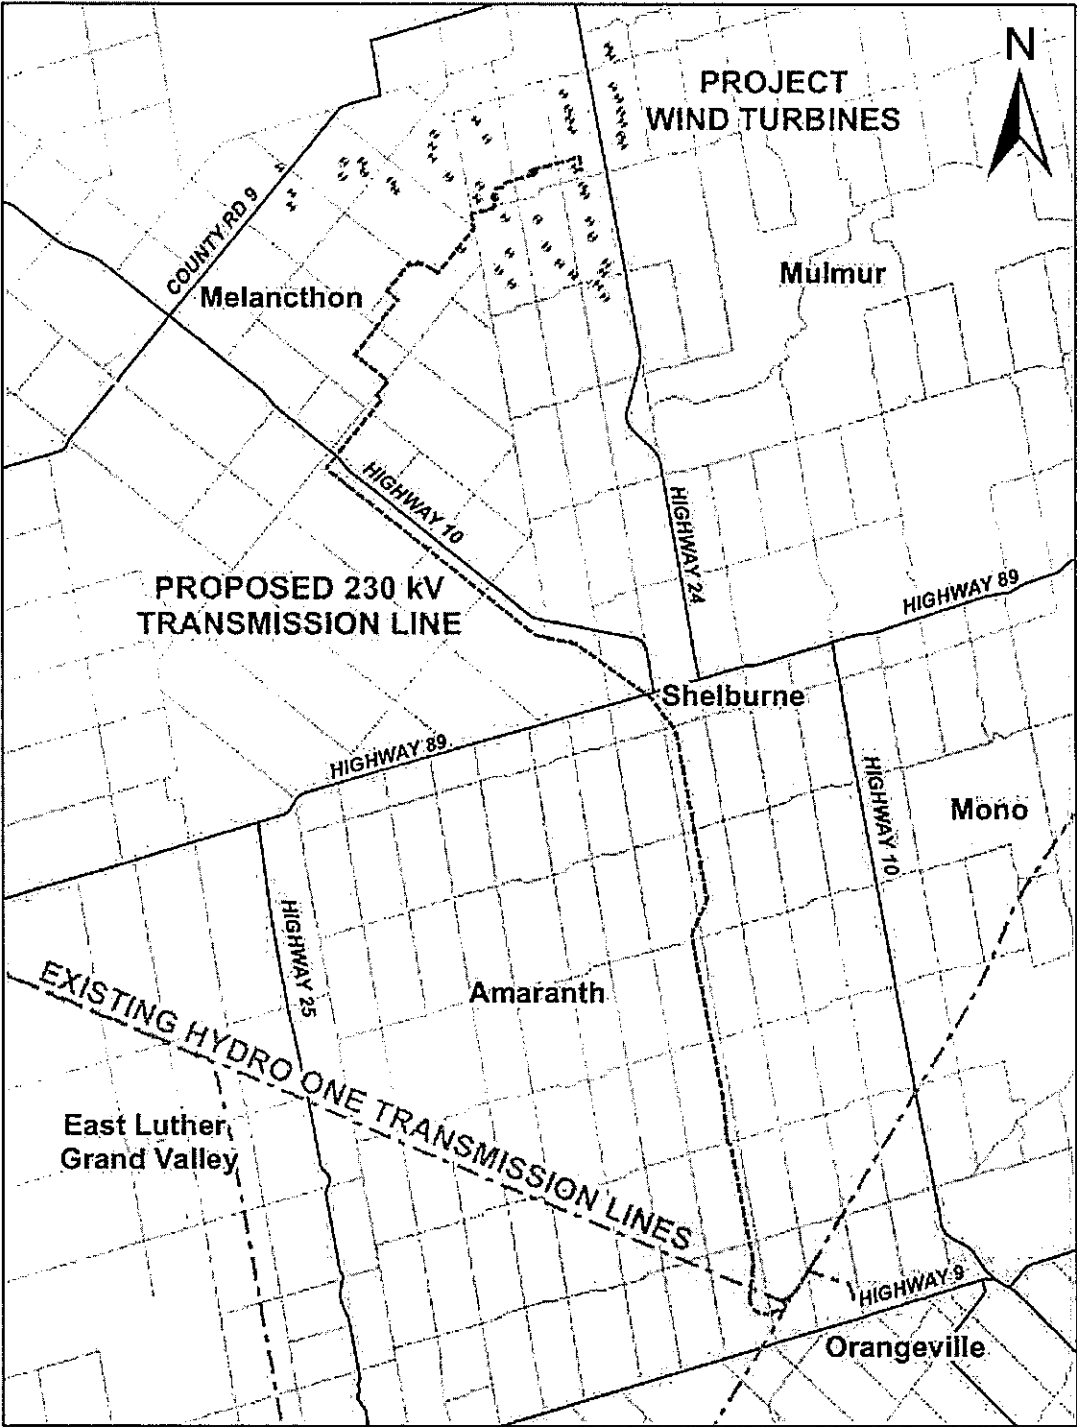 N
PROJECT
WIND TURBINES
COUNTY RD 9
Melancthon
Mulmur
HIGHWAY 10
HIGHWAY 24
PROPOSED 230 kV
TRANSMISSION LINE
HIGHWAY 89
Shelburne
HIGHWAY 89
HIGHWAY 10
Mono
HIGHWAY 25
Amaranth
EXISTING HYDRO ONE TRANSMISSION LINES
East Luther
Grand Valley
HIGHWAY 9
Orangeville